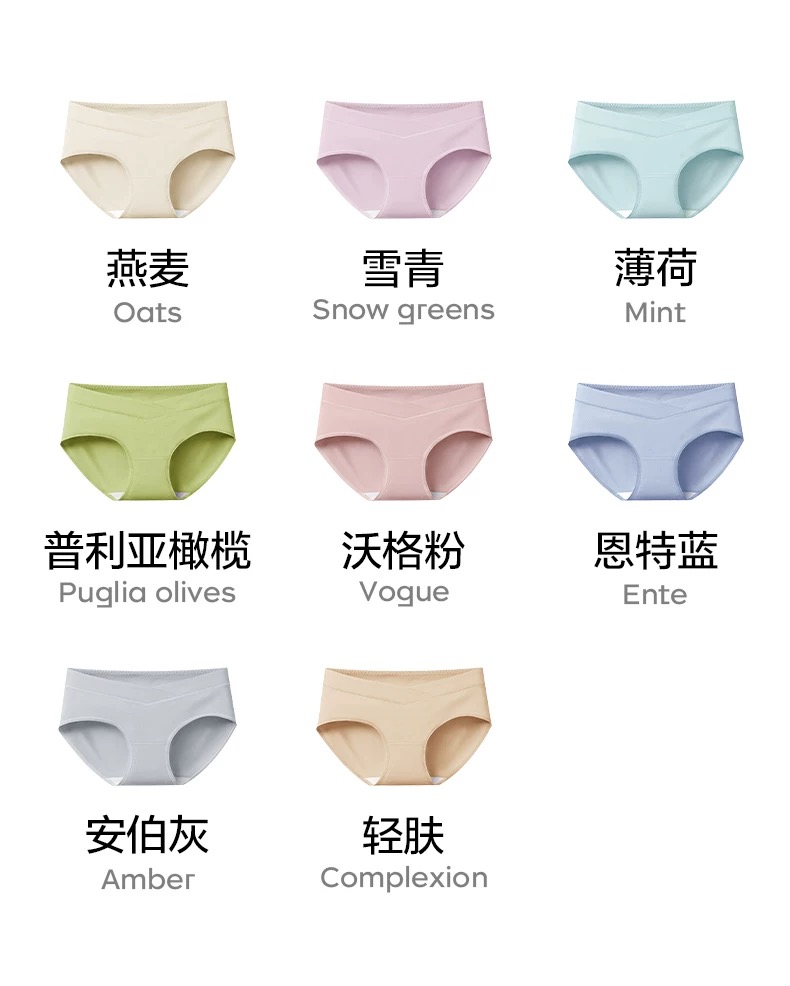 燕麦
Oats
雪青
Snow greens
薄荷
Mint
普利亚橄榄
Puglia olives
沃格粉
Vogue
恩特蓝
Ente
安伯灰
Amber
轻肤
Complexion